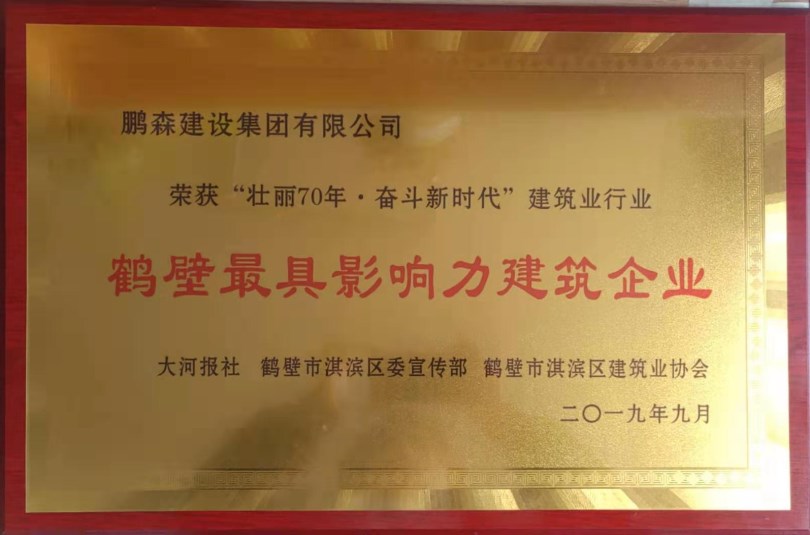 鹏森建设集团有限公司
荣获“壮丽70年·奋斗新时代”建筑业行业
鹤壁最具影响力建筑企业
大河报社 鹤壁市淇滨区委宣传部 鹤壁市淇滨区建筑业协会
二〇一九年九月